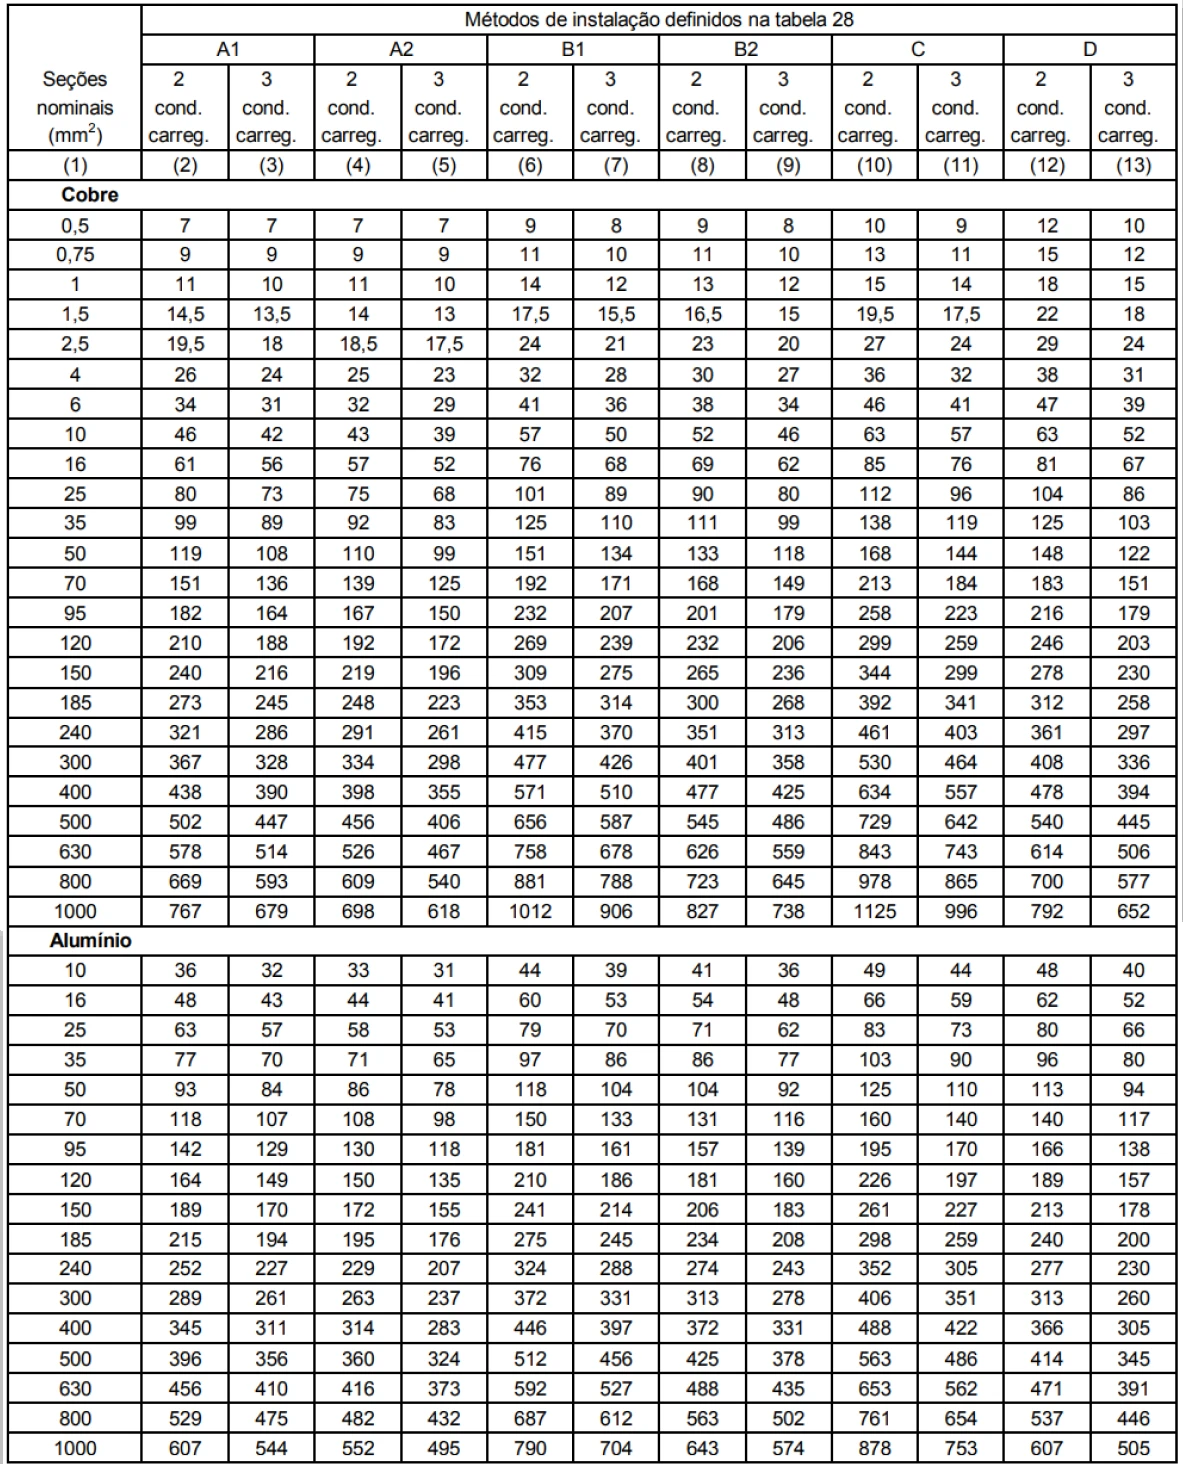 Métodos de instalação definidos na tabela 28
A1 A2 B1 B2 C D
Seções nominais (mm²) 2 cond. carreg. 3 cond. carreg. 2 cond. carreg. 3 cond. carreg. 2 cond. carreg. 3 cond. carreg. 2 cond. carreg. 3 cond. carreg. 2 cond. carreg. 3 cond. carreg. 2 cond. carreg. 3 cond. carreg.
(1) (2) (3) (4) (5) (6) (7) (8) (9) (10) (11) (12) (13)
Cobre
0,5 7 7 7 7 9 8 9 8 10 9 12 10
0,75 9 9 9 9 11 10 11 10 13 11 15 12
1 11 10 11 10 14 12 13 12 15 14 18 15
1,5 14,5 13,5 14 13 17,5 15,5 16,5 15 19,5 17,5 22 18
2,5 19,5 18 18,5 17,5 24 21 23 20 27 24 29 24
4 26 24 25 23 32 28 30 27 36 32 38 31
6 34 31 32 29 41 36 38 34 46 41 47 39
10 46 42 43 39 57 50 52 46 63 57 63 52
16 61 56 57 52 76 68 69 62 85 76 81 67
25 80 73 75 68 101 89 90 80 112 96 104 86
35 99 89 92 83 125 110 111 99 138 119 125 103
50 119 108 110 99 151 134 133 118 168 144 148 122
70 151 136 139 125 192 171 168 149 213 184 183 151
95 182 164 167 150 232 207 201 179 258 223 216 179
120 210 188 192 172 269 239 232 206 299 259 246 203
150 240 216 219 196 309 275 265 236 344 299 278 230
185 273 245 248 223 353 314 300 268 392 341 312 258
240 321 286 291 261 415 370 351 313 461 403 361 297
300 367 328 334 298 477 426 401 358 530 464 408 336
400 438 390 398 355 571 510 477 425 634 557 478 394
500 502 447 456 406 656 587 545 486 729 642 540 445
630 578 514 526 467 758 678 626 559 843 743 614 506
800 669 593 609 540 881 788 723 645 978 865 700 577
1000 767 679 698 618 1012 906 827 738 1125 996 792 652
Alumínio
10 36 32 33 31 44 39 41 36 49 44 48 40
16 48 43 44 41 60 53 54 48 66 59 62 52
25 63 57 58 53 79 70 71 62 83 73 80 66
35 77 70 71 65 97 86 86 77 103 90 96 80
50 93 84 86 78 118 104 104 92 125 110 113 94
70 118 107 108 98 150 133 131 116 160 140 140 117
95 142 129 130 118 181 161 157 139 195 170 166 138
120 164 149 150 135 210 186 181 160 226 197 189 157
150 189 170 172 155 241 214 206 183 261 227 213 178
185 215 194 195 176 275 245 234 208 298 259 240 200
240 252 227 229 207 324 288 274 243 352 305 277 230
300 289 261 263 237 372 331 313 278 406 351 313 260
400 345 311 314 283 446 397 372 331 488 422 366 305
500 396 356 360 324 512 456 425 378 563 486 414 345
630 456 410 416 373 592 527 488 435 653 562 471 391
800 529 475 482 432 687 612 563 502 761 654 537 446
1000 607 544 552 495 790 704 643 574 878 753 607 505